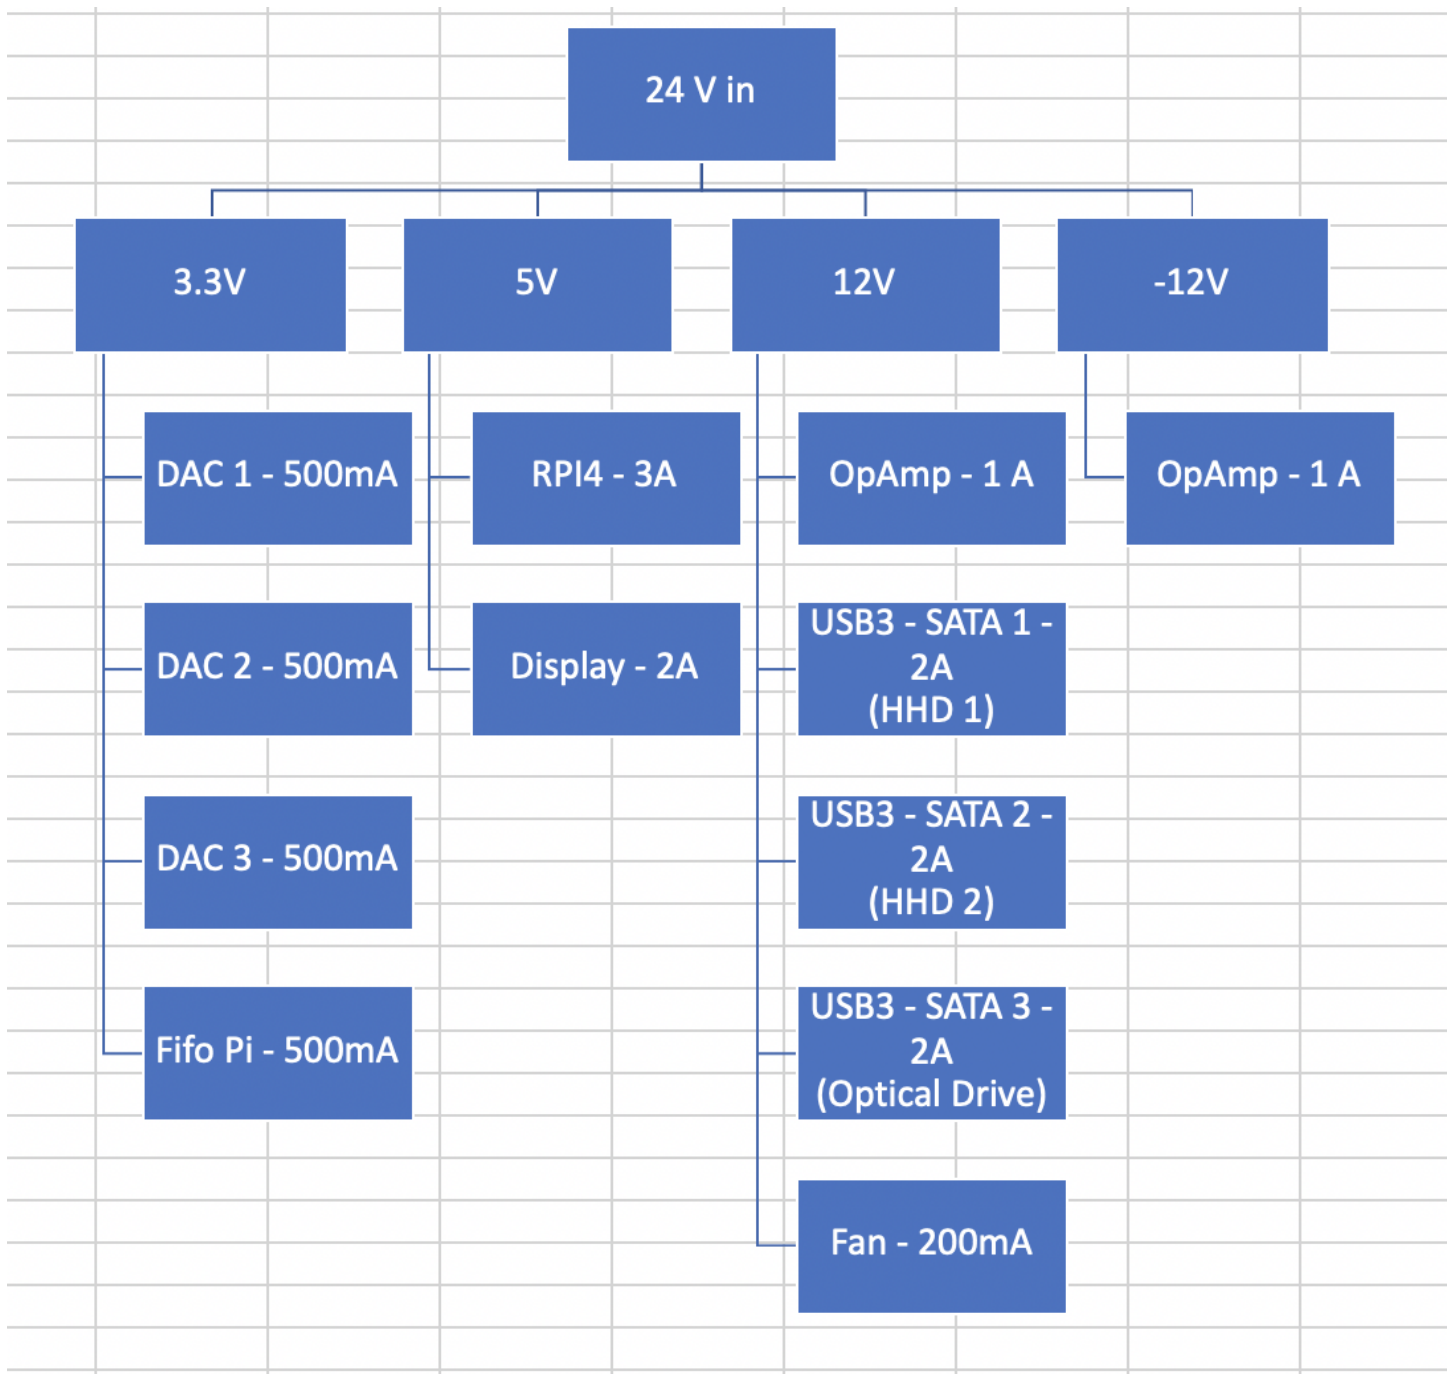 24 V in
3.3V
5V
12V
-12V
DAC 1 - 500mA
RPI4 - 3A
OpAmp - 1 A
OpAmp - 1 A
DAC 2 - 500mA
Display - 2A
USB3 - SATA 1 -
2A
(HHD 1)
DAC 3 - 500mA
USB3 - SATA 2 -
2A
(HHD 2)
Fifo Pi - 500mA
USB3 - SATA 3 -
2A
(Optical Drive)
Fan - 200mA